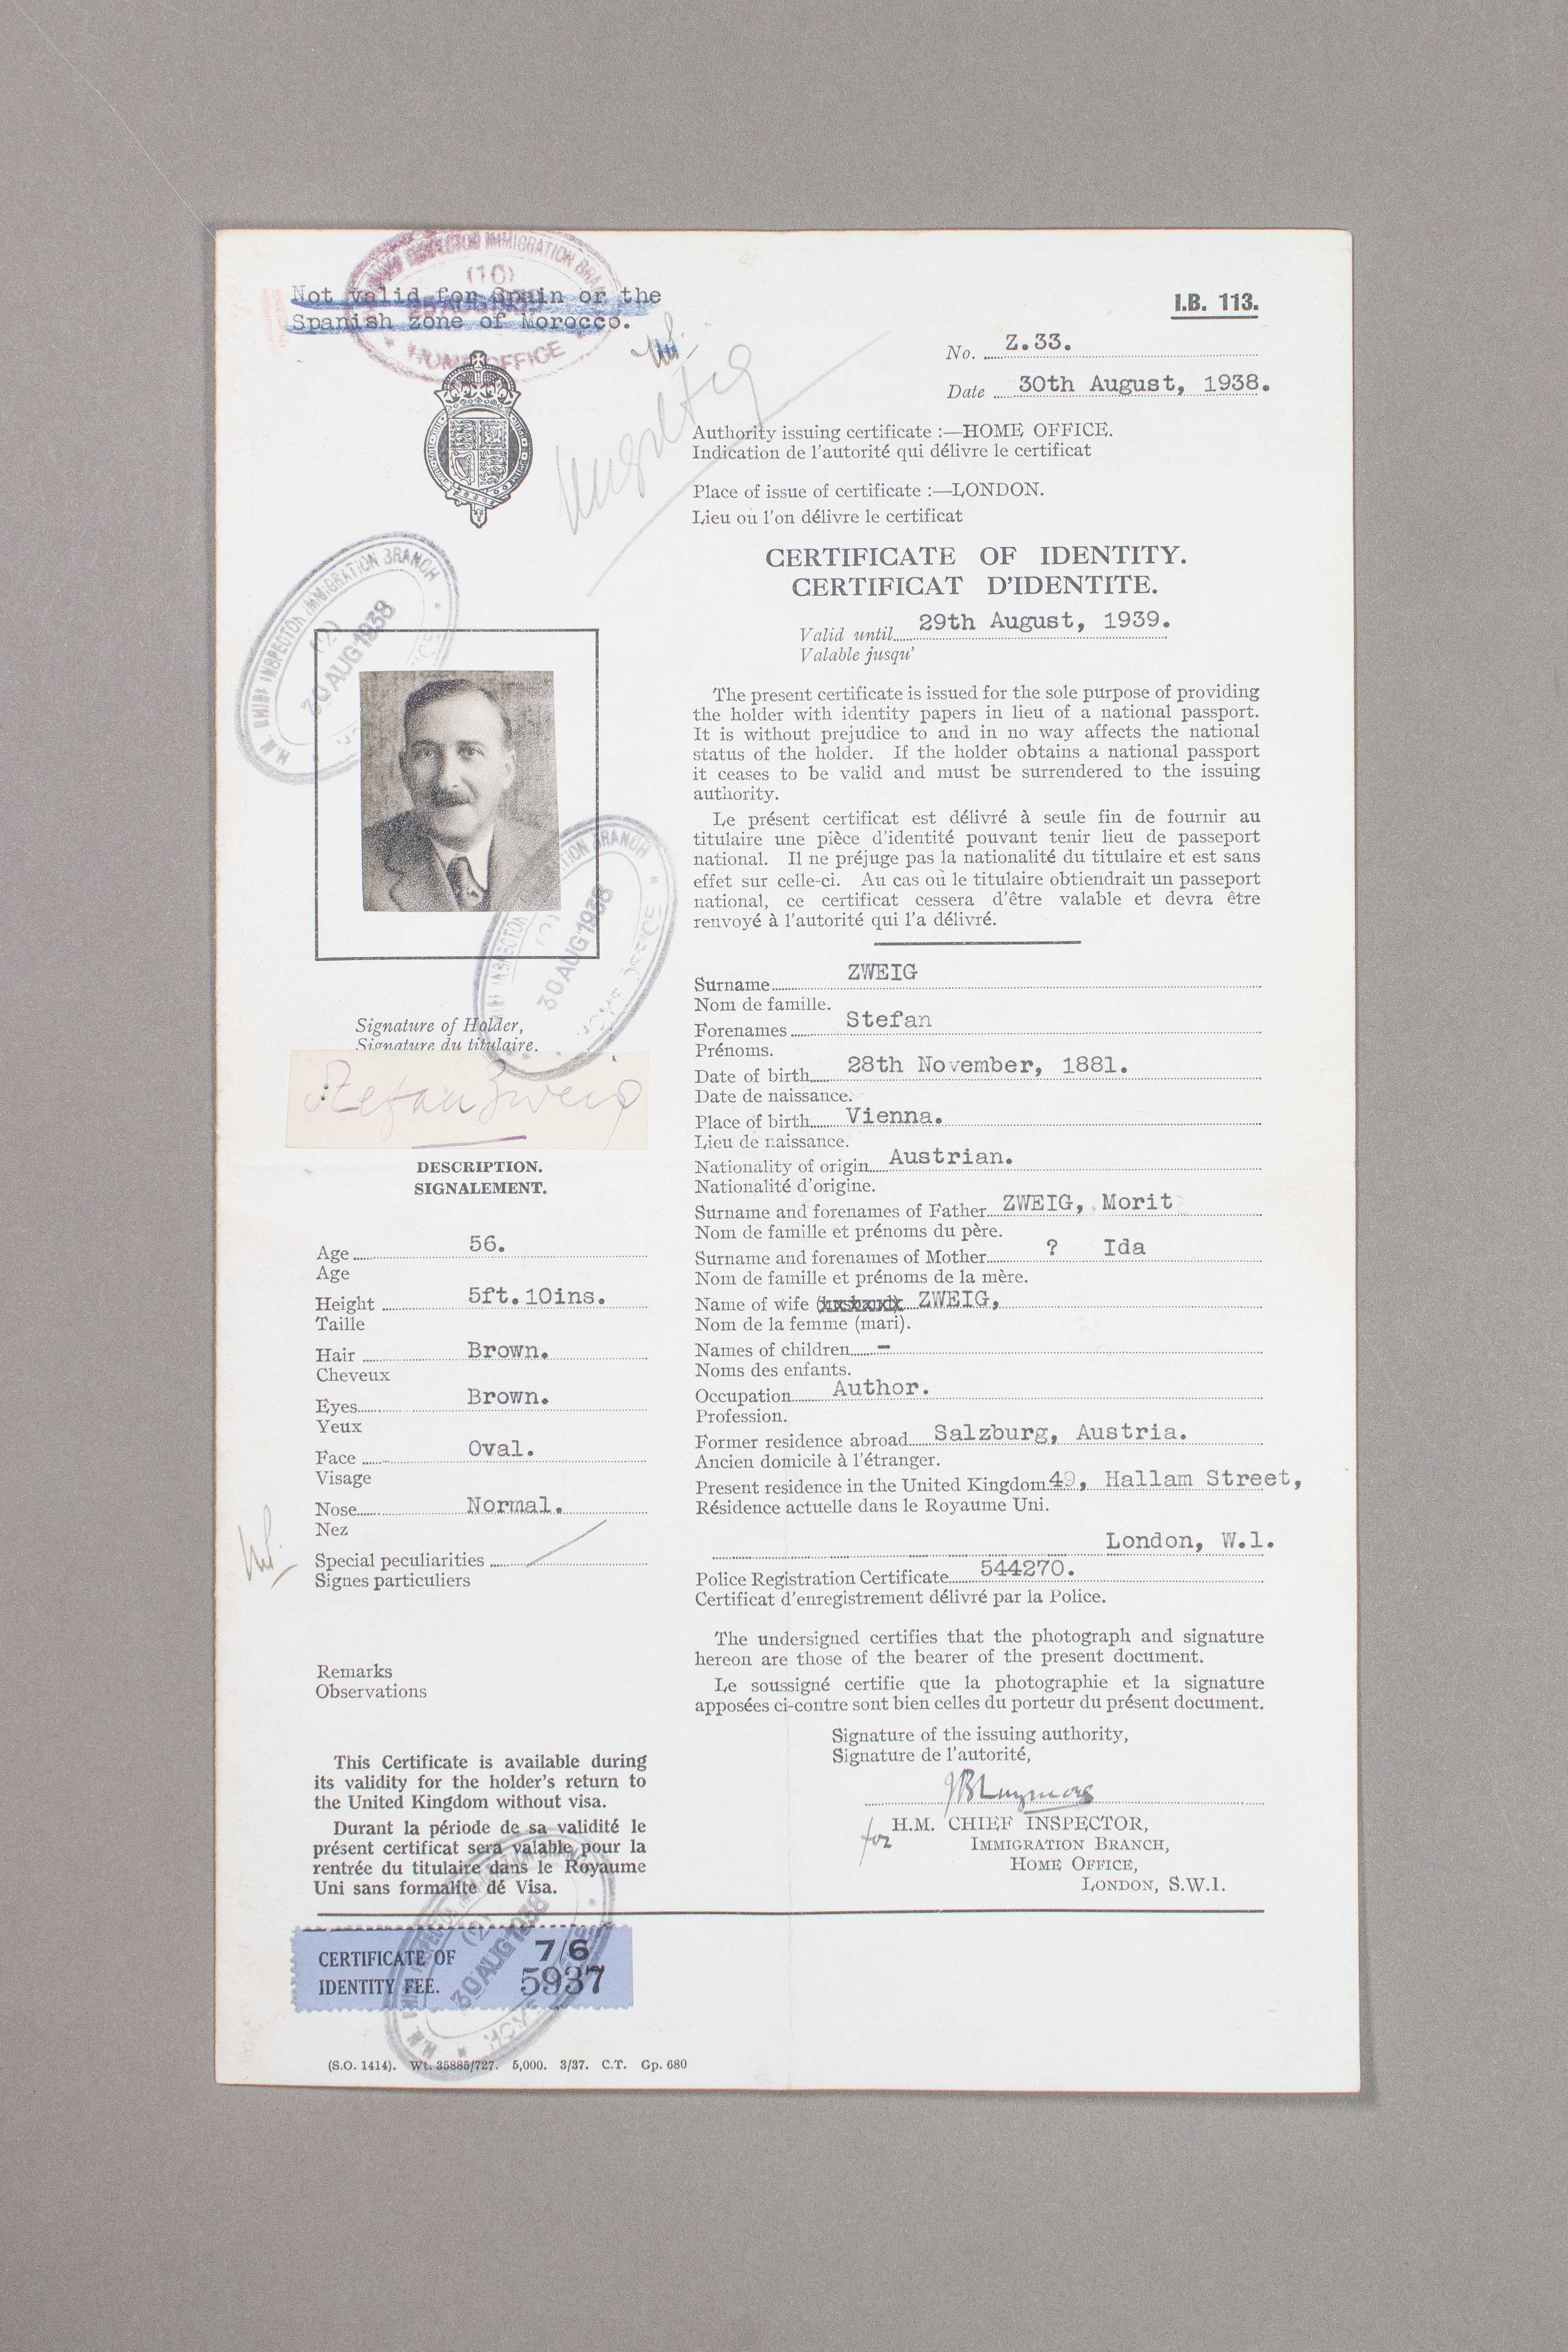 Not valid for Spain or the
Spanish zone of Morocco.
(10)
HOME OFFICE
I.B. 113.
No. Z.33.
Date 30th August, 1938.
Ungültig
Authority issuing certificate :—HOME OFFICE.
Indication de l'autorité qui délivre le certificat
Place of issue of certificate :—LONDON.
Lieu où l'on délivre le certificat
CERTIFICATE OF IDENTITY.
CERTIFICAT D'IDENTITE.
Valid until 29th August, 1939.
Valable jusqu'
The present certificate is issued for the sole purpose of providing
the holder with identity papers in lieu of a national passport.
It is without prejudice to and in no way affects the national
status of the holder. If the holder obtains a national passport
it ceases to be valid and must be surrendered to the issuing
authority.
Le présent certificat est délivré à seule fin de fournir au
titulaire une pièce d'identité pouvant tenir lieu de passeport
national. Il ne préjuge pas la nationalité du titulaire et est sans
effet sur celle-ci. Au cas où le titulaire obtiendrait un passeport
national, ce certificat cessera d'être valable et devra être
renvoyé à l'autorité qui l'a délivré.
H.M. CHIEF INSPECTOR IMMIGRATION BRANCH
(2)
30 AUG 1938
30 AUG 1938
Signature of Holder,
Signature du titulaire.
Stefan Zweig
DESCRIPTION.
SIGNALEMENT.
Age 56.
Age
Height 5ft.10ins.
Taille
Hair Brown.
Cheveux
Eyes Brown.
Yeux
Face Oval.
Visage
Nose Normal.
Nez
Special peculiarities
Signes particuliers
Remarks
Observations
This Certificate is available during
its validity for the holder's return to
the United Kingdom without visa.
Durant la période de sa validité le
présent certificat sera valable pour la
rentrée du titulaire dans le Royaume
Uni sans formalité dé Visa.
Surname ZWEIG
Nom de famille.
Forenames Stefan
Prénoms.
Date of birth 28th November, 1881.
Date de naissance.
Place of birth Vienna.
Lieu de naissance.
Nationality of origin Austrian.
Nationalité d'origine.
Surname and forenames of Father ZWEIG, Morit
Nom de famille et prénoms du père.
Surname and forenames of Mother ? Ida
Nom de famille et prénoms de la mère.
Name of wife (husband) ZWEIG,
Nom de la femme (mari).
Names of children -
Noms des enfants.
Occupation Author.
Profession.
Former residence abroad Salzburg, Austria.
Ancien domicile à l'étranger.
Present residence in the United Kingdom 49, Hallam Street,
Résidence actuelle dans le Royaume Uni.
London, W.1.
Police Registration Certificate 544270.
Certificat d'enregistrement délivré par la Police.
The undersigned certifies that the photograph and signature
hereon are those of the bearer of the present document.
Le soussigné certifie que la photographie et la signature
apposées ci-contre sont bien celles du porteur du présent document.
Signature of the issuing authority,
Signature de l'autorité,
for H.M. CHIEF INSPECTOR,
IMMIGRATION BRANCH,
HOME OFFICE,
LONDON, S.W.1.
CERTIFICATE OF 7/6
IDENTITY FEE. 5937
30 AUG 1938
(S.O. 1414). Wt. 35885/727. 5,000. 3/37. C.T. Gp. 680